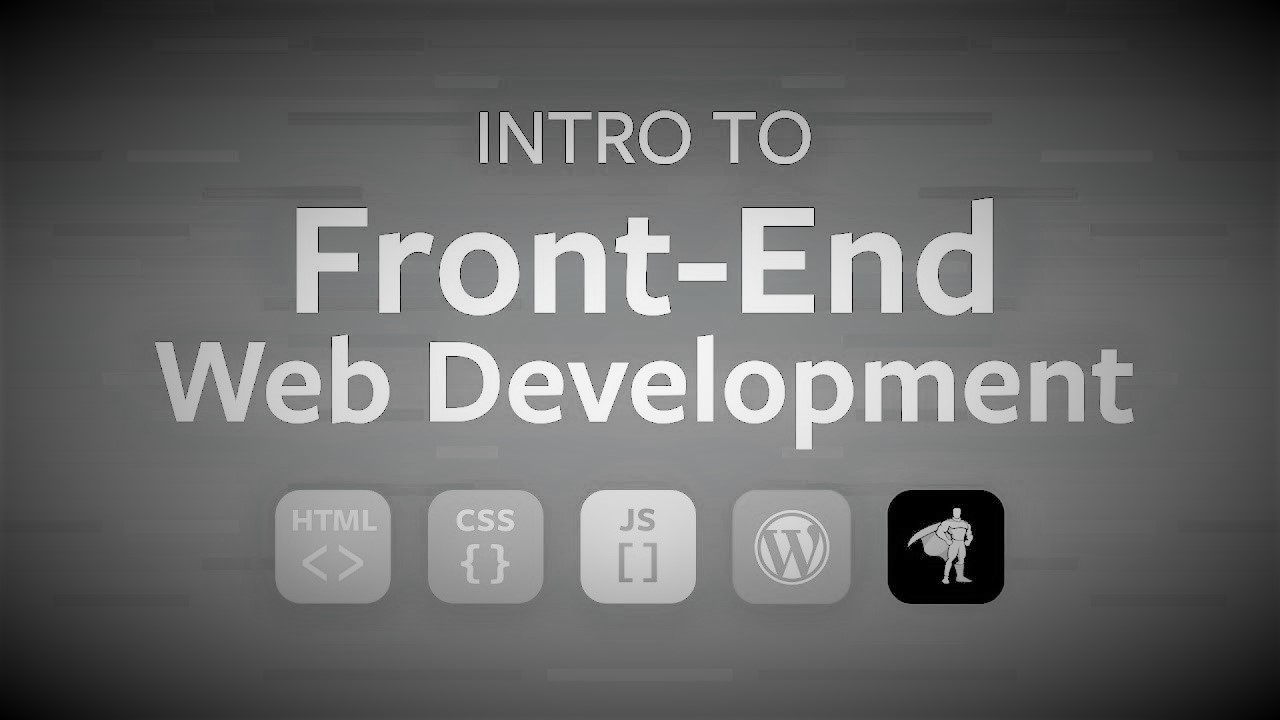 INTRO TO
Front-End
Web Development
HTML CSS JS W
<> {} []